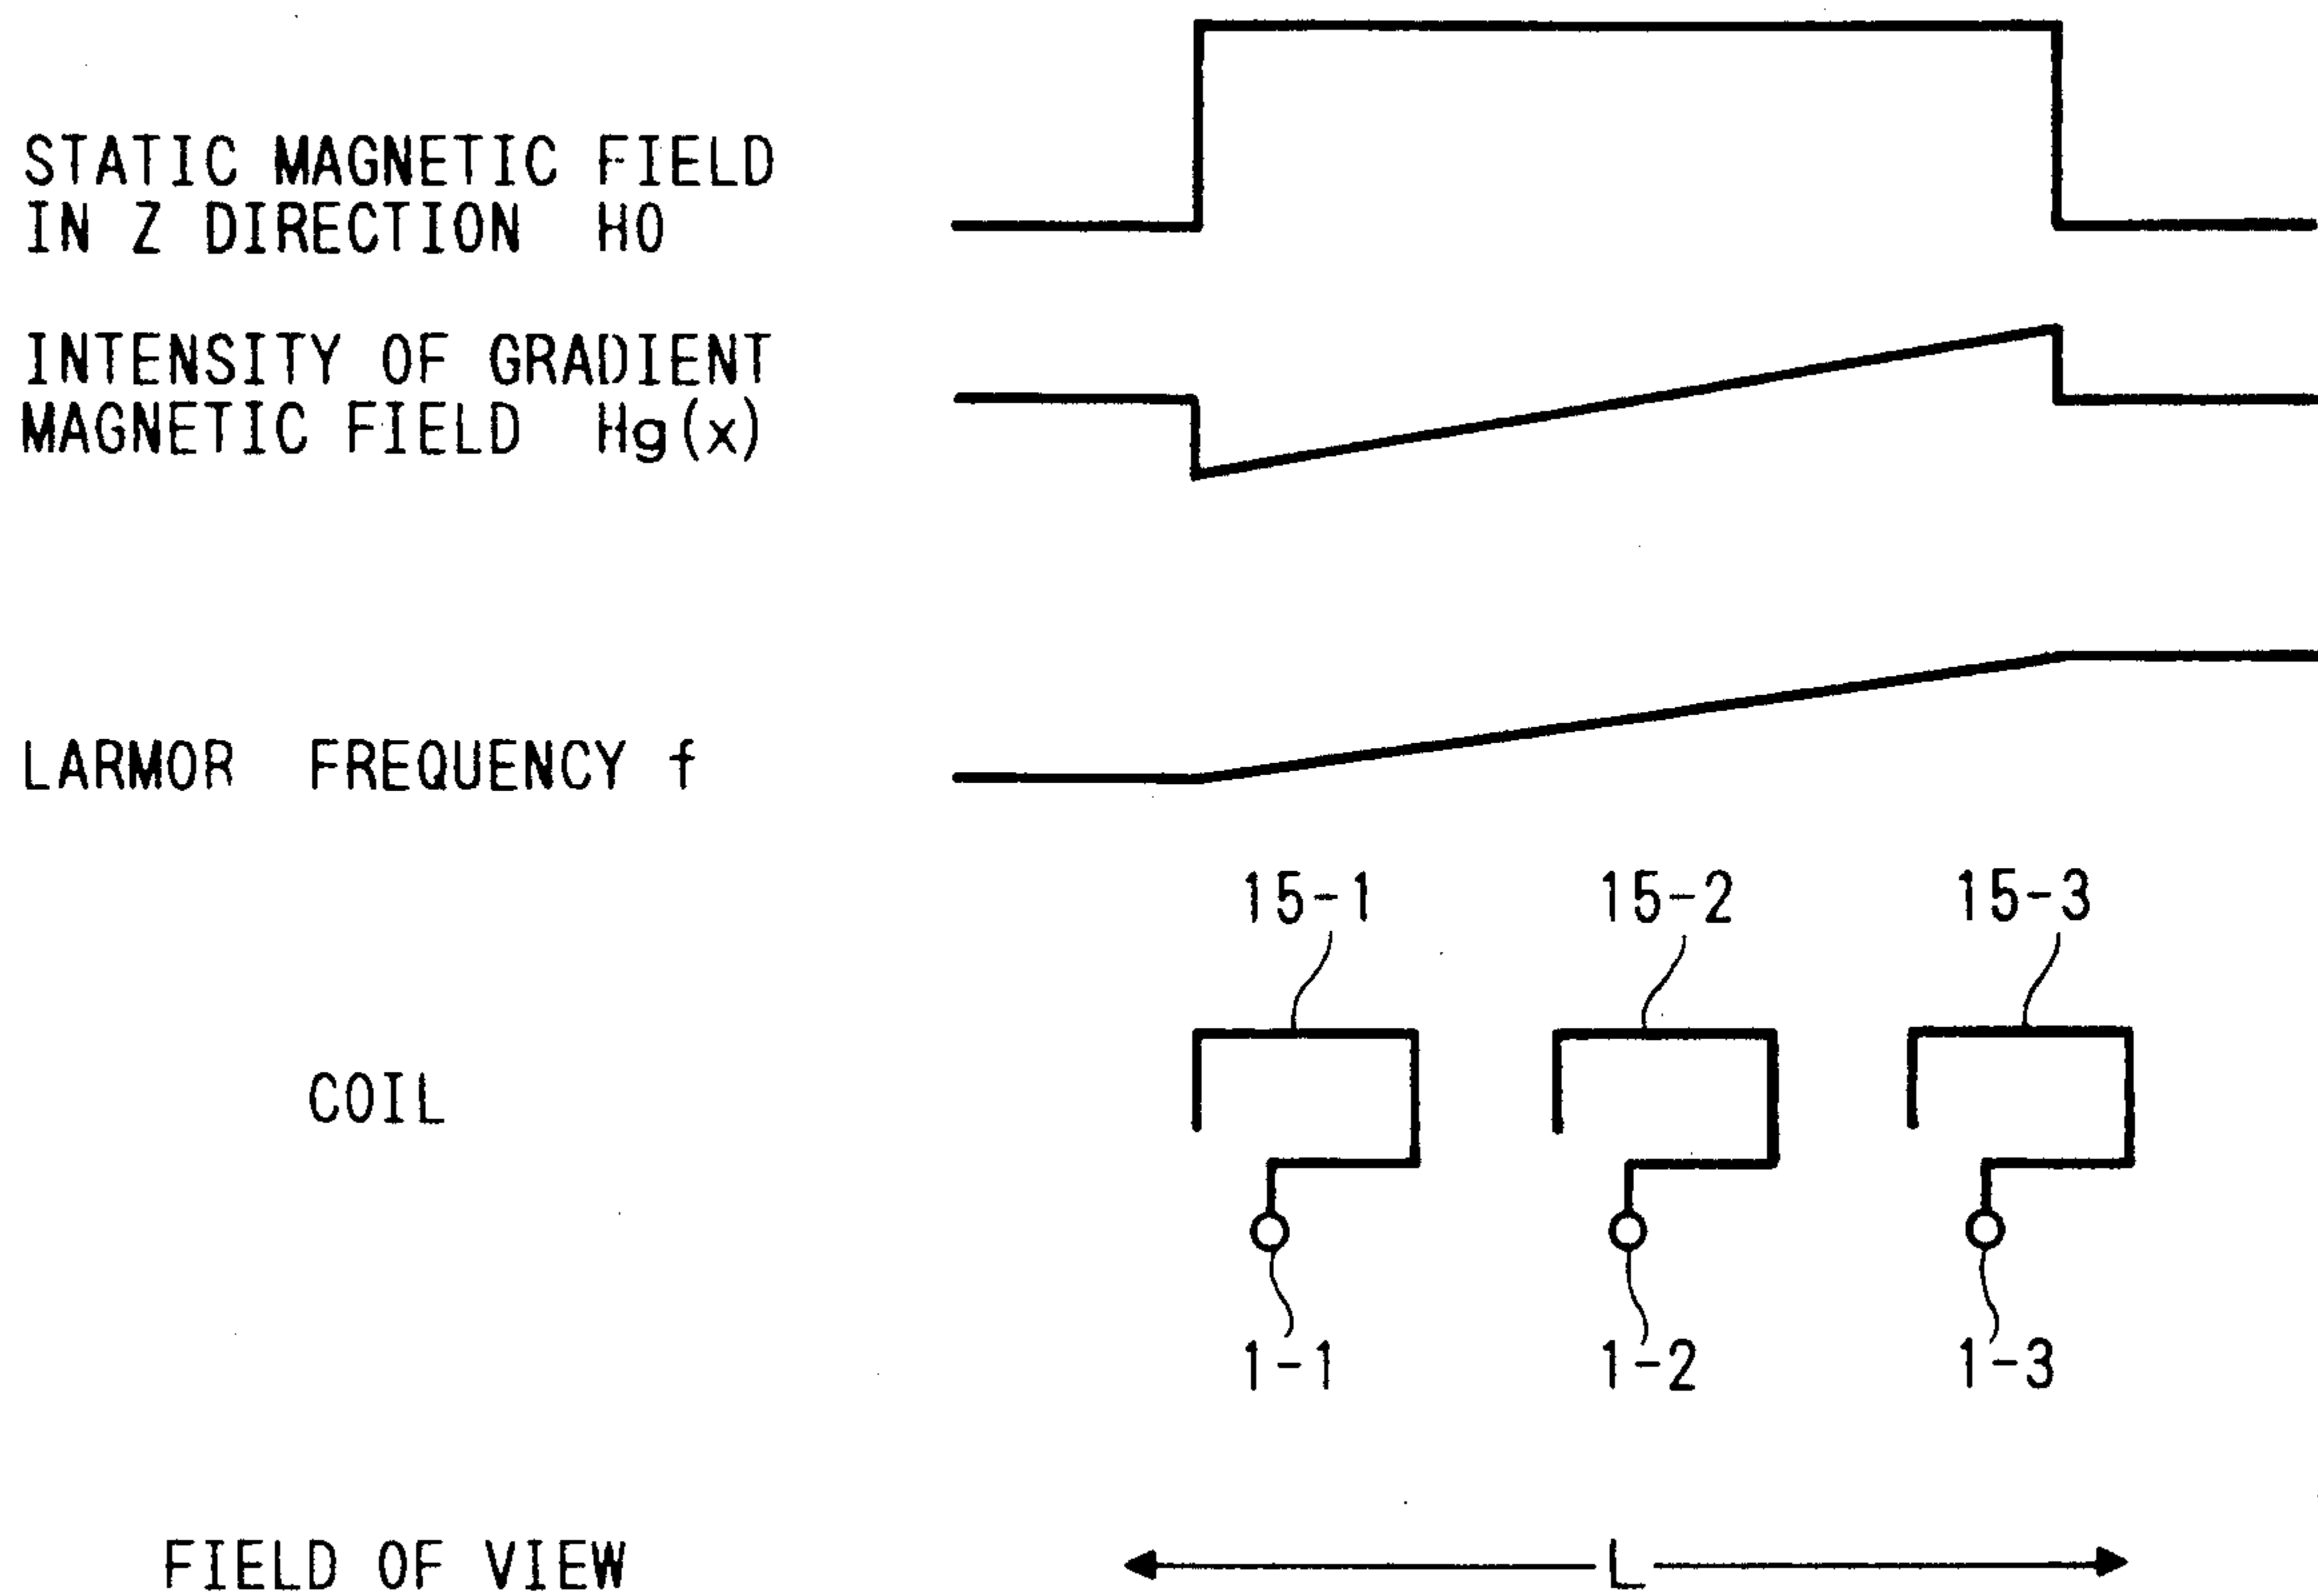 STATIC MAGNETIC FIELD
IN Z DIRECTION H0
INTENSITY OF GRADIENT
MAGNETIC FIELD Hg(x)
LARMOR FREQUENCY f
15-1 15-2 15-3
COIL
1-1 1-2 1-3
FIELD OF VIEW L